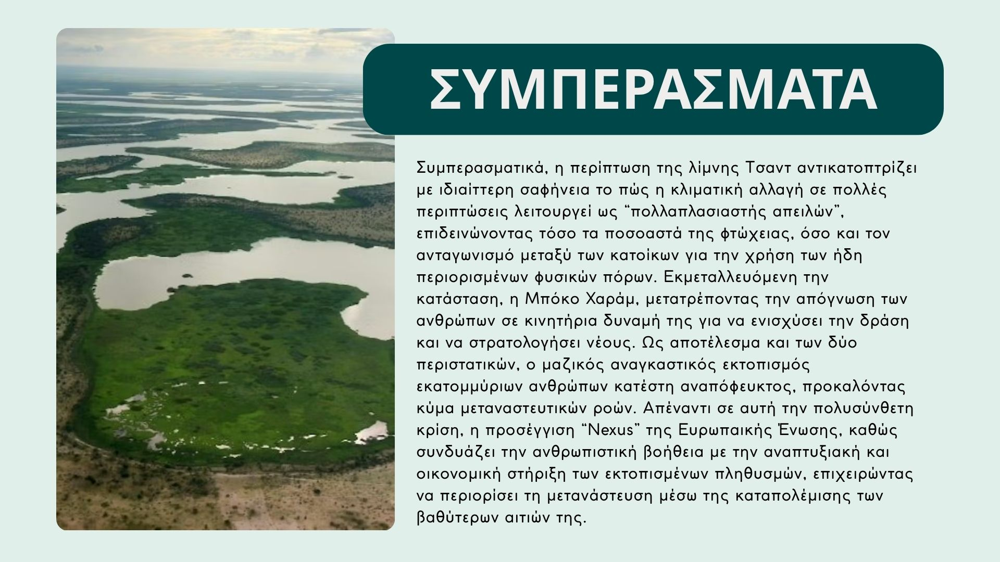 ΣΥΜΠΕΡΑΣΜΑΤΑ
Συμπερασματικά, η περίπτωση της λίμνης Τσαντ αντικατοπτρίζει
με ιδιαίττερη σαφήνεια το πώς η κλιματική αλλαγή σε πολλές
περιπτώσεις λειτουργεί ως “πολλαπλασιαστής απειλών”,
επιδεινώνοντας τόσο τα ποσοαστά της φτώχειας, όσο και τον
ανταγωνισμό μεταξύ των κατοίκων για την χρήση των ήδη
περιορισμένων φυσικών πόρων. Εκμεταλλευόμενη την
κατάσταση, η Μπόκο Χαράμ, μετατρέποντας την απόγνωση των
ανθρώπων σε κινητήρια δυναμή της για να ενισχύσει την δράση
και να στρατολογήσει νέους. Ως αποτέλεσμα και των δύο
περιστατικών, ο μαζικός αναγκαστικός εκτοπισμός
εκατομμύριων ανθρώπων κατέστη αναπόφευκτος, προκαλόντας
κύμα μεταναστευτικών ροών. Απέναντι σε αυτή την πολυσύνθετη
κρίση, η προσέγγιση “Nexus” της Ευρωπαικής Ένωσης, καθώς
συνδυάζει την ανθρωπιστική βοήθεια με την αναπτυξιακή και
οικονομική στήριξη των εκτοπισμένων πληθυσμών, επιχειρώντας
να περιορίσει τη μετανάστευση μέσω της καταπολέμισης των
βαθύτερων αιτιών της.